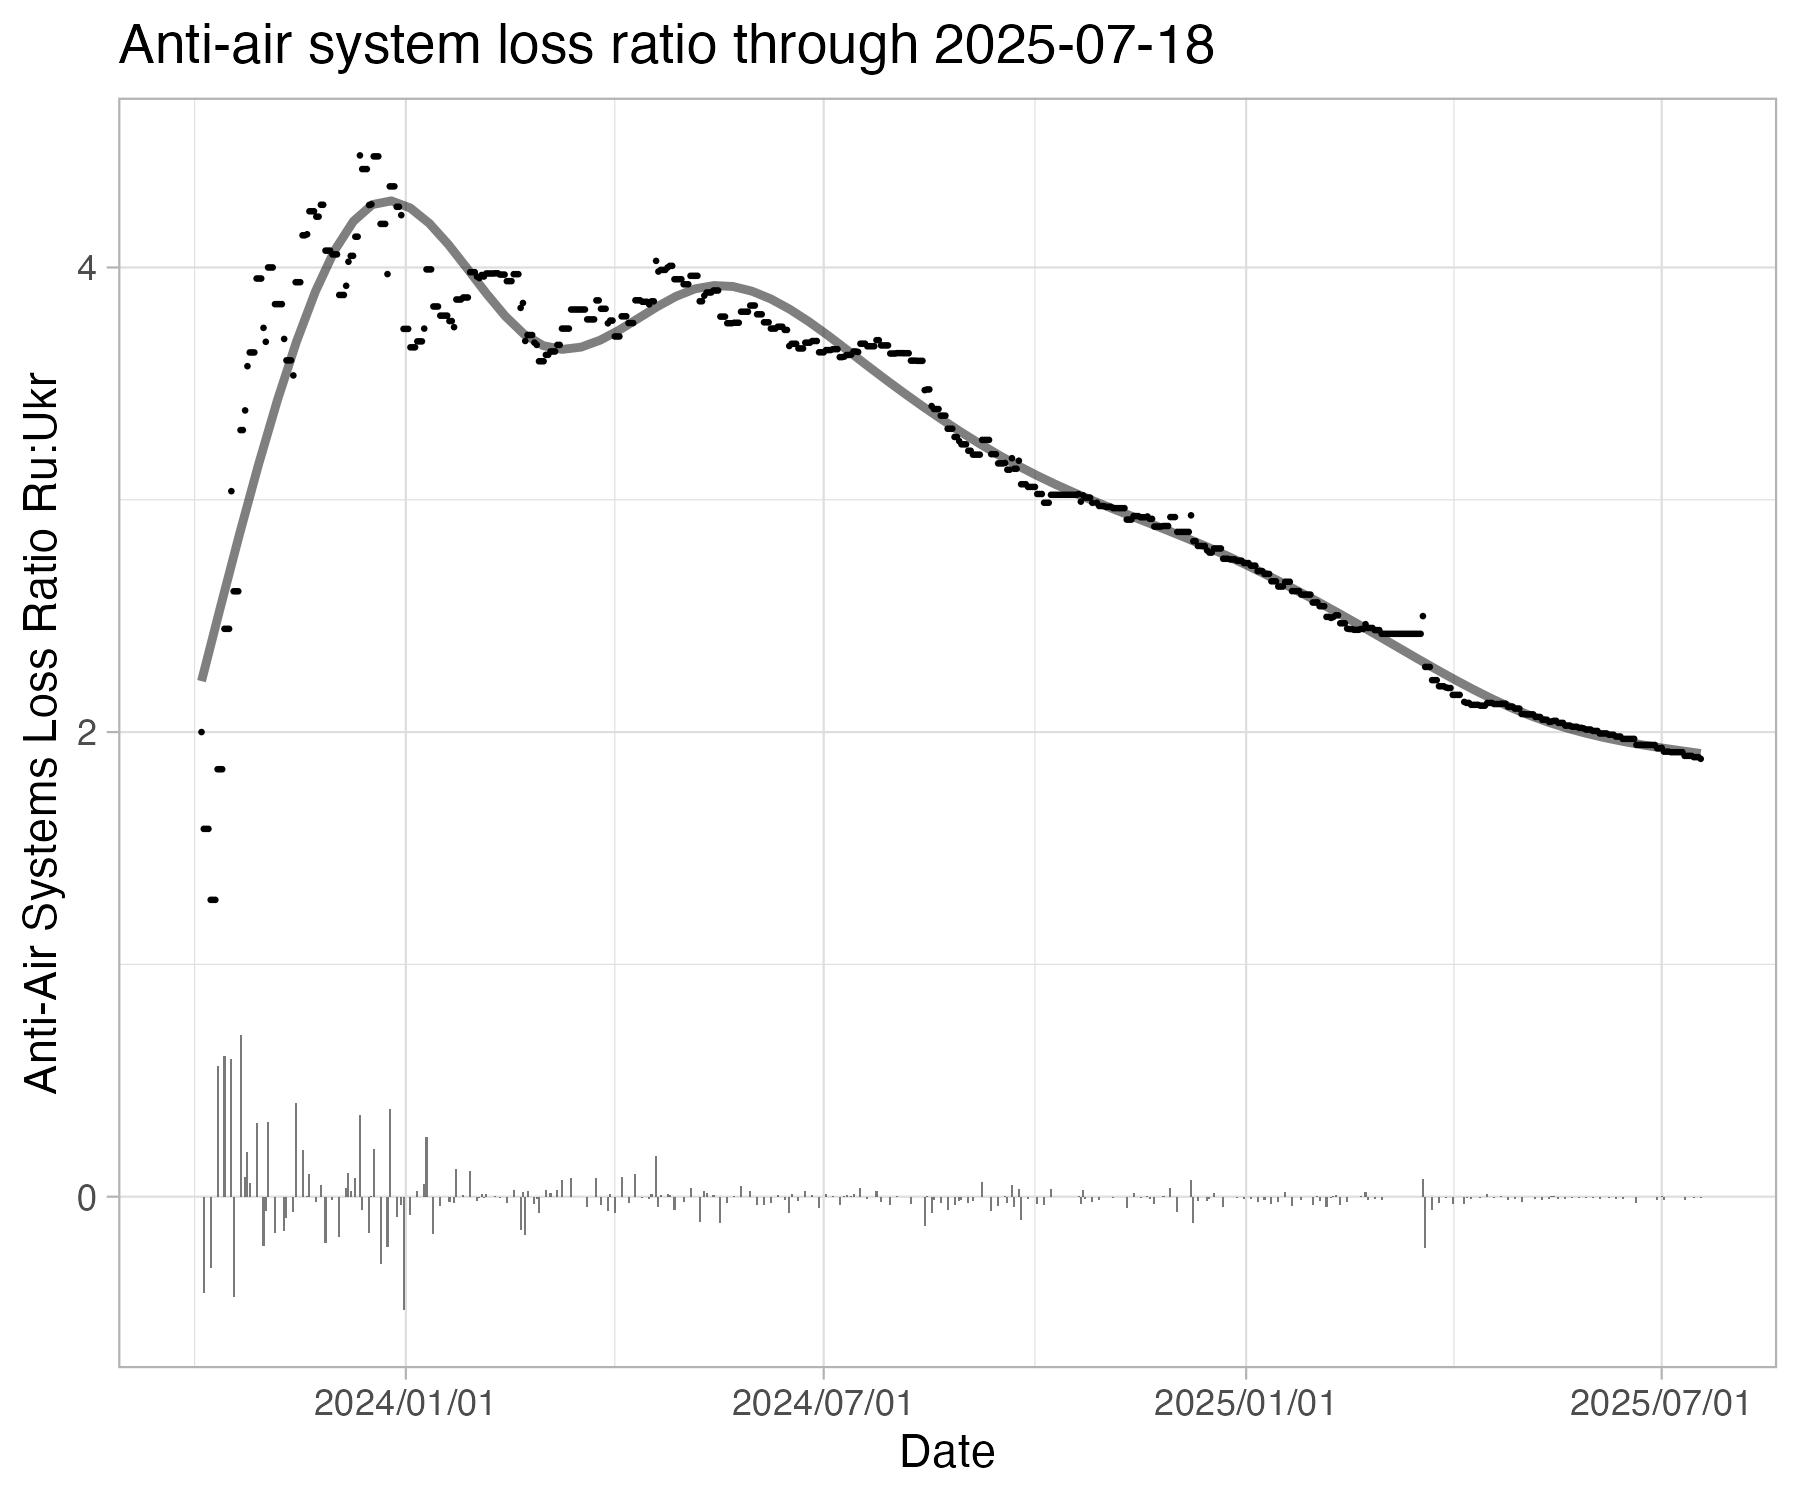 Anti-air system loss ratio through 2025-07-18
Anti-Air Systems Loss Ratio Ru:Ukr
4
2
0
2024/01/01
2024/07/01
2025/01/01
2025/07/01
Date